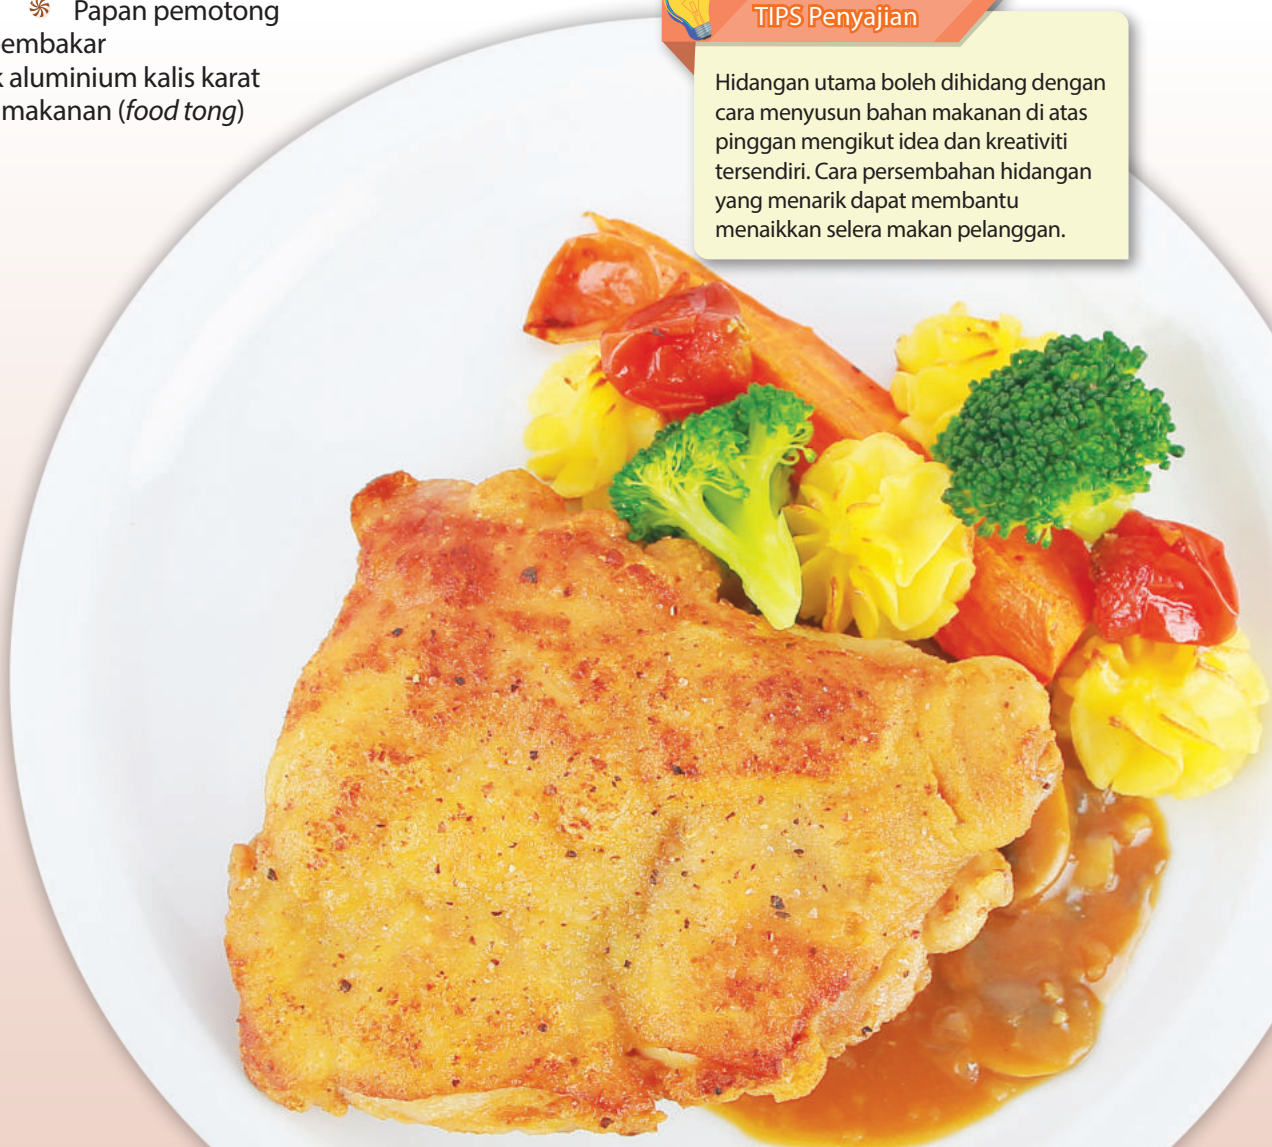 Papan pemotong
embakar
aluminium kalis karat
makanan (food tong)
TIPS Penyajian
Hidangan utama boleh dihidang dengan
cara menyusun bahan makanan di atas
pinggan mengikut idea dan kreativiti
tersendiri. Cara persembahan hidangan
yang menarik dapat membantu
menaikkan selera makan pelanggan.